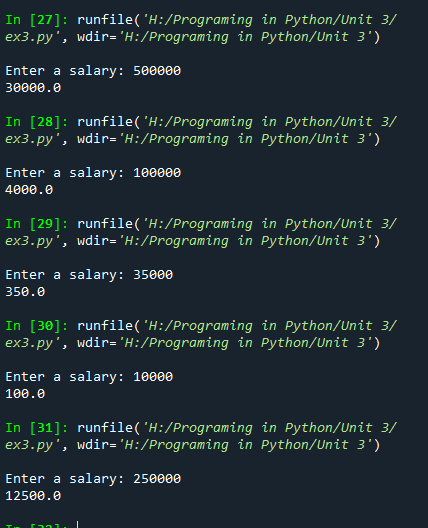 In [27]: runfile('H:/Programing in Python/Unit 3/
ex3.py', wdir='H:/Programing in Python/Unit 3')
Enter a salary: 500000
30000.0
In [28]: runfile('H:/Programing in Python/Unit 3/
ex3.py', wdir='H:/Programing in Python/Unit 3')
Enter a salary: 100000
4000.0
In [29]: runfile('H:/Programing in Python/Unit 3/
ex3.py', wdir='H:/Programing in Python/Unit 3')
Enter a salary: 35000
350.0
In [30]: runfile('H:/Programing in Python/Unit 3/
ex3.py', wdir='H:/Programing in Python/Unit 3')
Enter a salary: 10000
100.0
In [31]: runfile('H:/Programing in Python/Unit 3/
ex3.py', wdir='H:/Programing in Python/Unit 3')
Enter a salary: 250000
12500.0
In [32]: